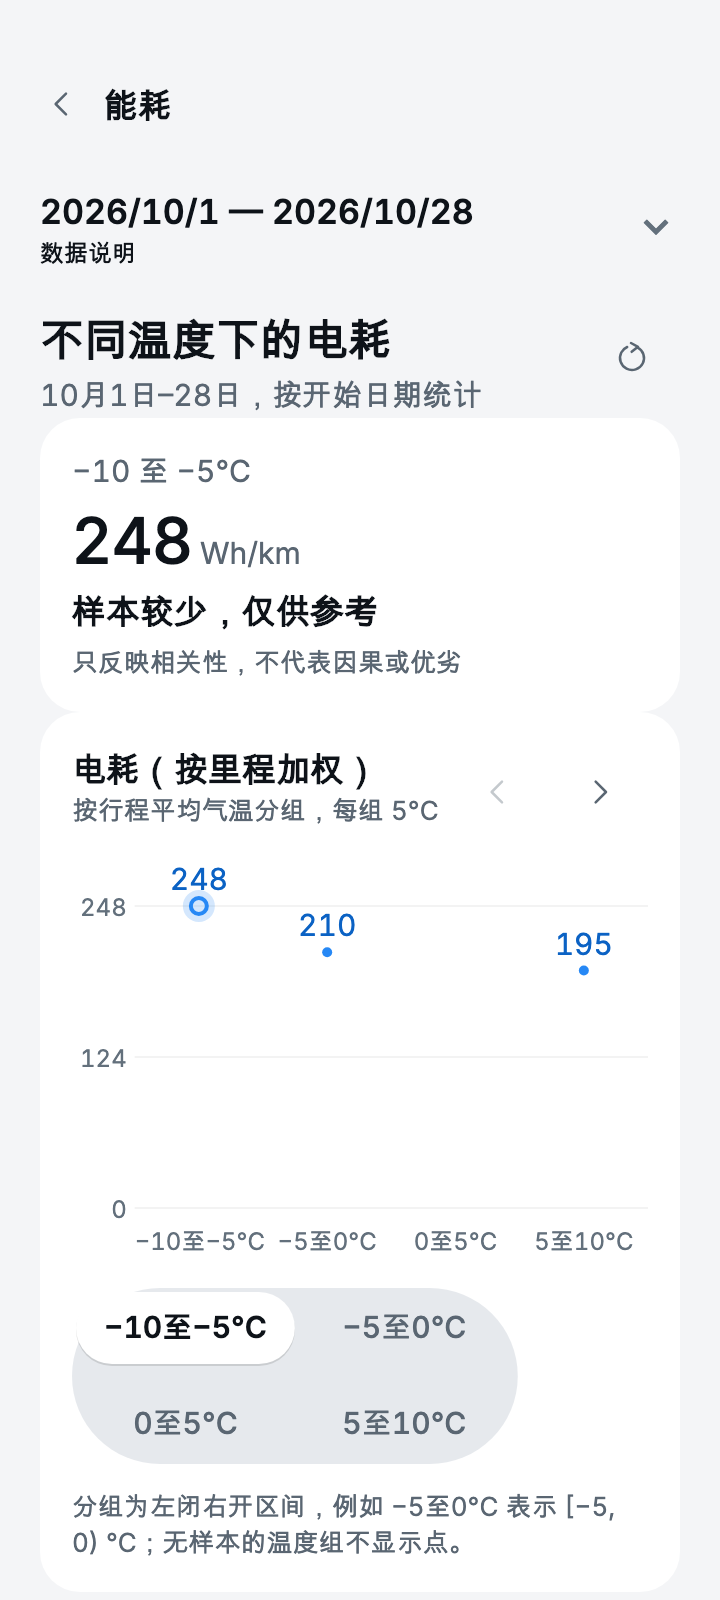 能耗
2026/10/1 — 2026/10/28
数据说明
不同温度下的电耗
10月1日–28日，按开始日期统计
−10 至 −5°C
248 Wh/km
样本较少，仅供参考
只反映相关性，不代表因果或优劣
电耗（按里程加权）
按行程平均气温分组，每组 5°C
248
210
195
248
124
0
−10至−5°C −5至0°C 0至5°C 5至10°C
−10至−5°C −5至0°C
0至5°C 5至10°C
分组为左闭右开区间，例如 −5至0°C 表示 [−5,
0) °C；无样本的温度组不显示点。